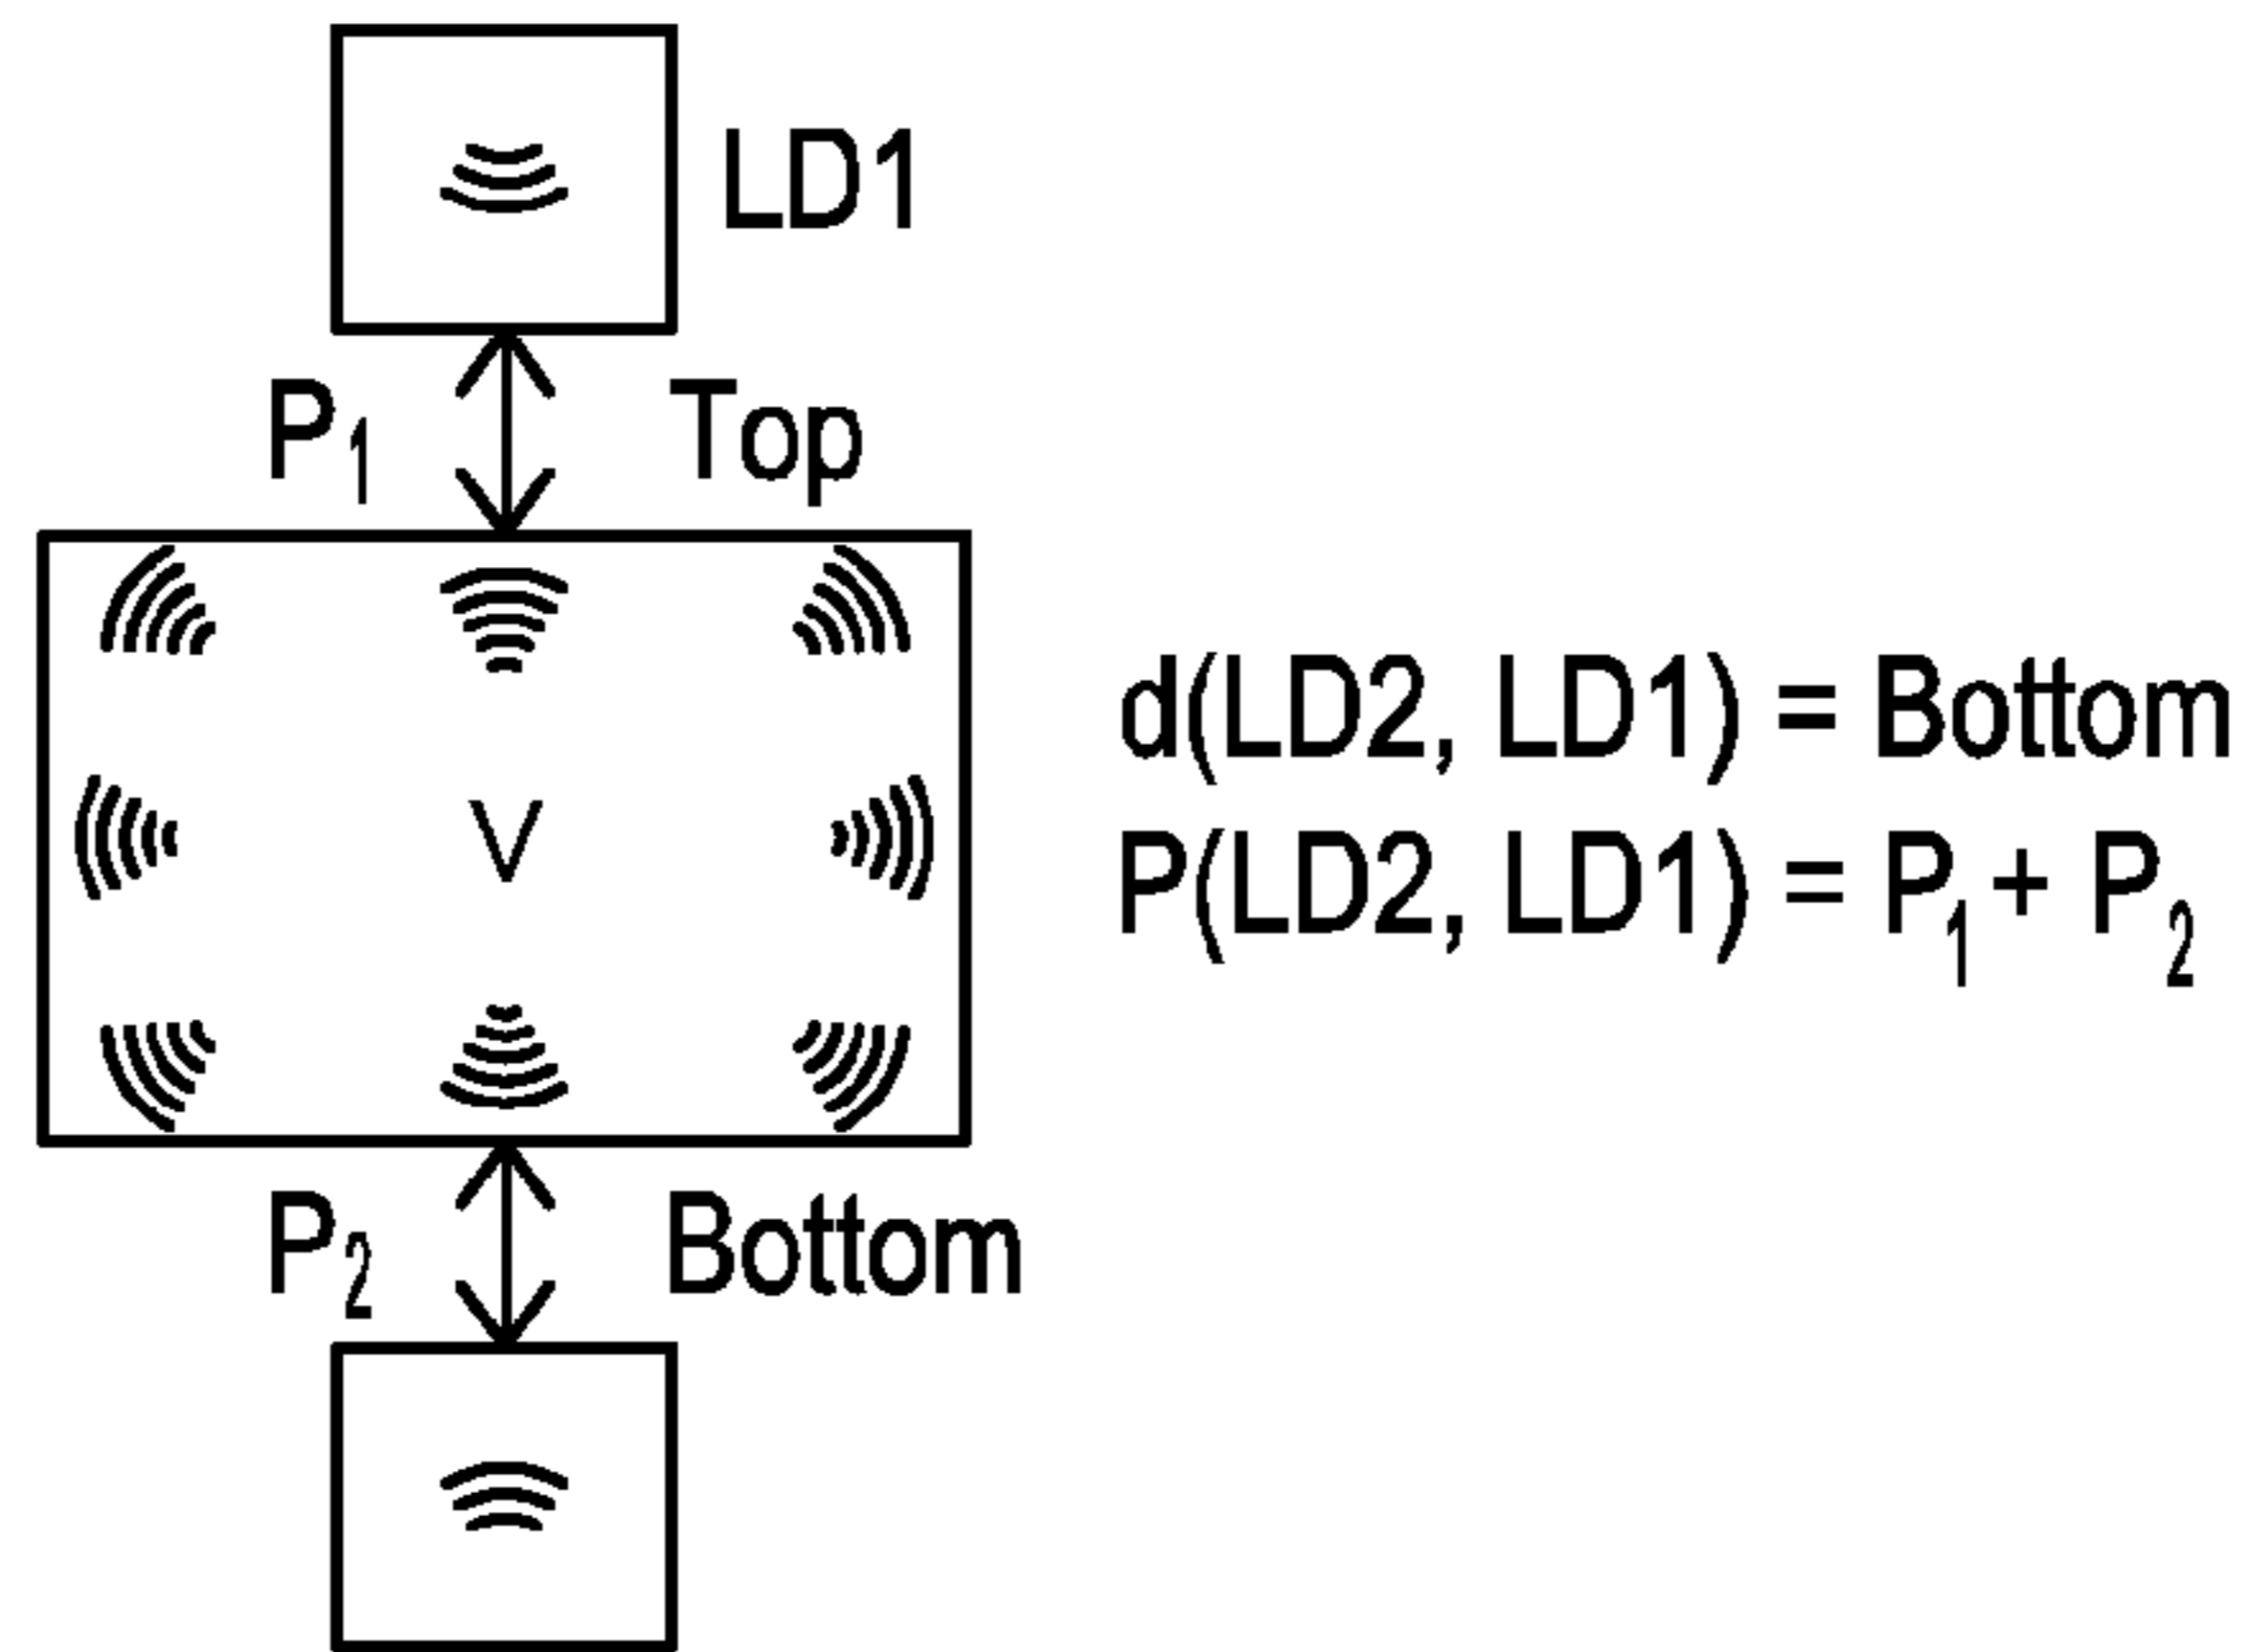 LD1
P₁ Top
V
d(LD2, LD1) = Bottom
P(LD2, LD1) = P₁ + P₂
P₂ Bottom